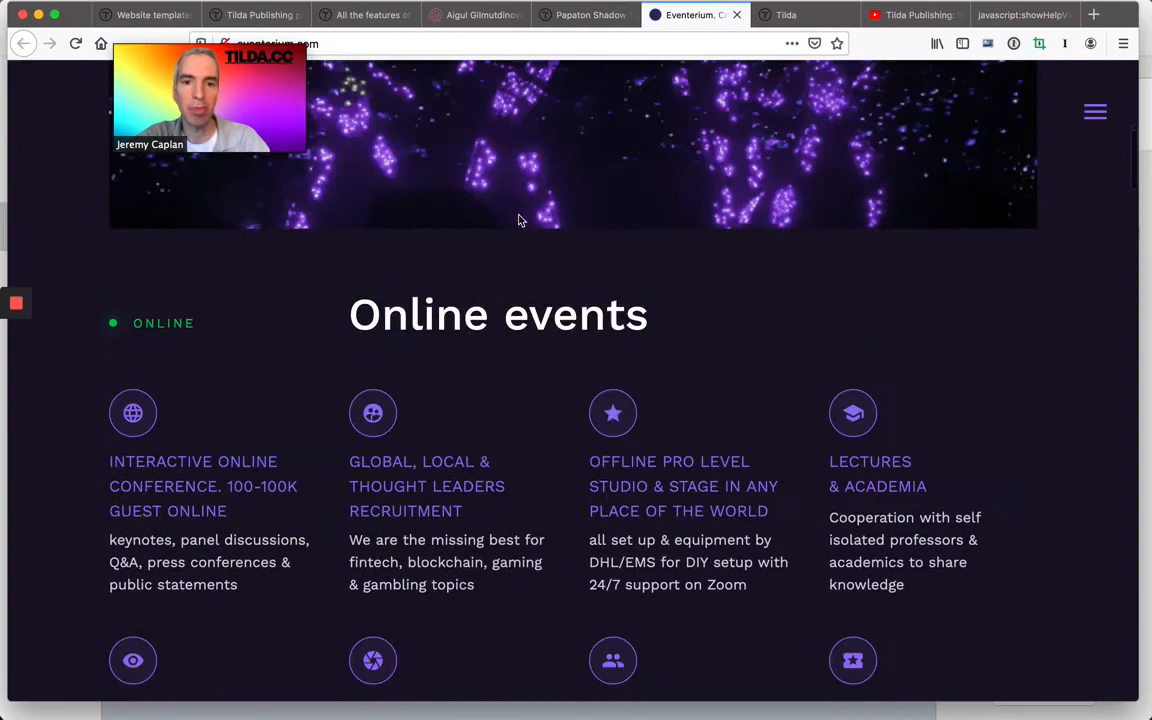 Website template
Tilda Publishing p
All the features of
Aigul Gilmutdinov
Papaton Shadow
Eventerium. C
Tilda
Tilda Publishing:
javascript:showHelpV
eventerium.com
TILDA.CC
Jeremy Caplan
ONLINE
Online events
INTERACTIVE ONLINE
CONFERENCE. 100-100K
GUEST ONLINE
keynotes, panel discussions,
Q&A, press conferences &
public statements
GLOBAL, LOCAL &
THOUGHT LEADERS
RECRUITMENT
We are the missing best for
fintech, blockchain, gaming
& gambling topics
OFFLINE PRO LEVEL
STUDIO & STAGE IN ANY
PLACE OF THE WORLD
all set up & equipment by
DHL/EMS for DIY setup with
24/7 support on Zoom
LECTURES
& ACADEMIA
Cooperation with self
isolated professors &
academics to share
knowledge